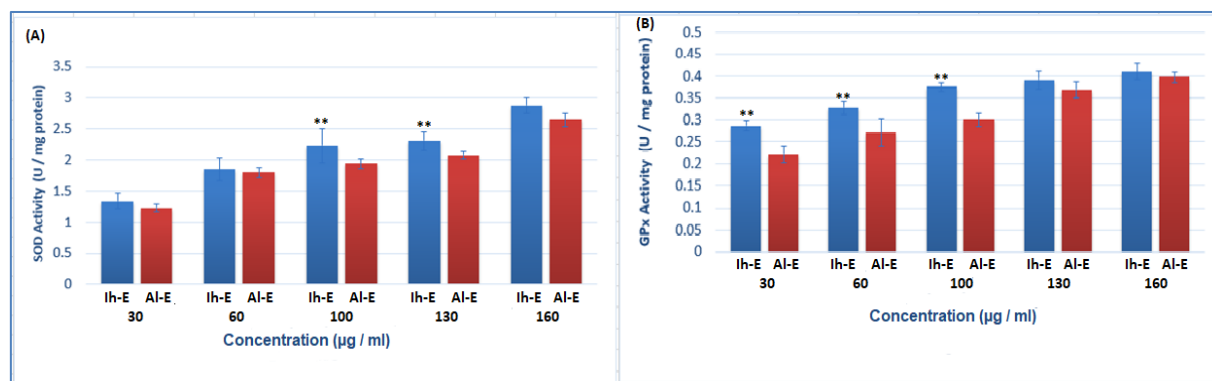 (A)
SOD Activity (U / mg protein)
3.5
3
2.5
2
1.5
1
0.5
0
** **
Ih-E Al-E Ih-E Al-E Ih-E Al-E Ih-E Al-E Ih-E Al-E
30 60 100 130 160
Concentration (µg / ml)
(B)
GPx Activity (U / mg protein)
0.5
0.45
0.4
0.35
0.3
0.25
0.2
0.15
0.1
0.05
0
** ** **
Ih-E Al-E Ih-E Al-E Ih-E Al-E Ih-E Al-E Ih-E Al-E
30 60 100 130 160
Concentration (µg / ml)